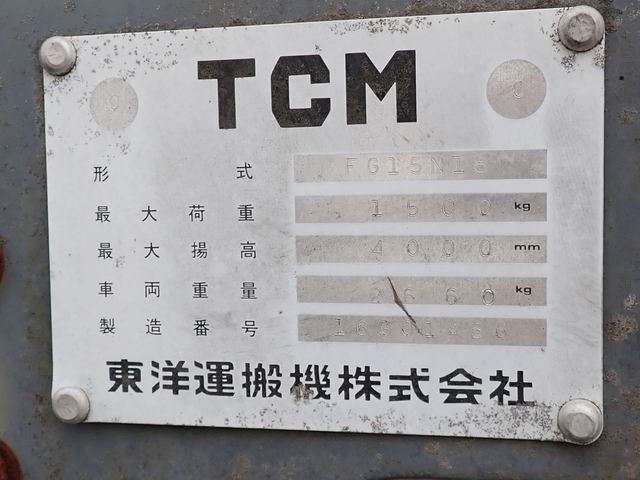 TCM
形式 FG15N18
最大荷重 1500 kg
最大揚高 4000 mm
車両重量 kg
製造番号
東洋運搬機株式会社